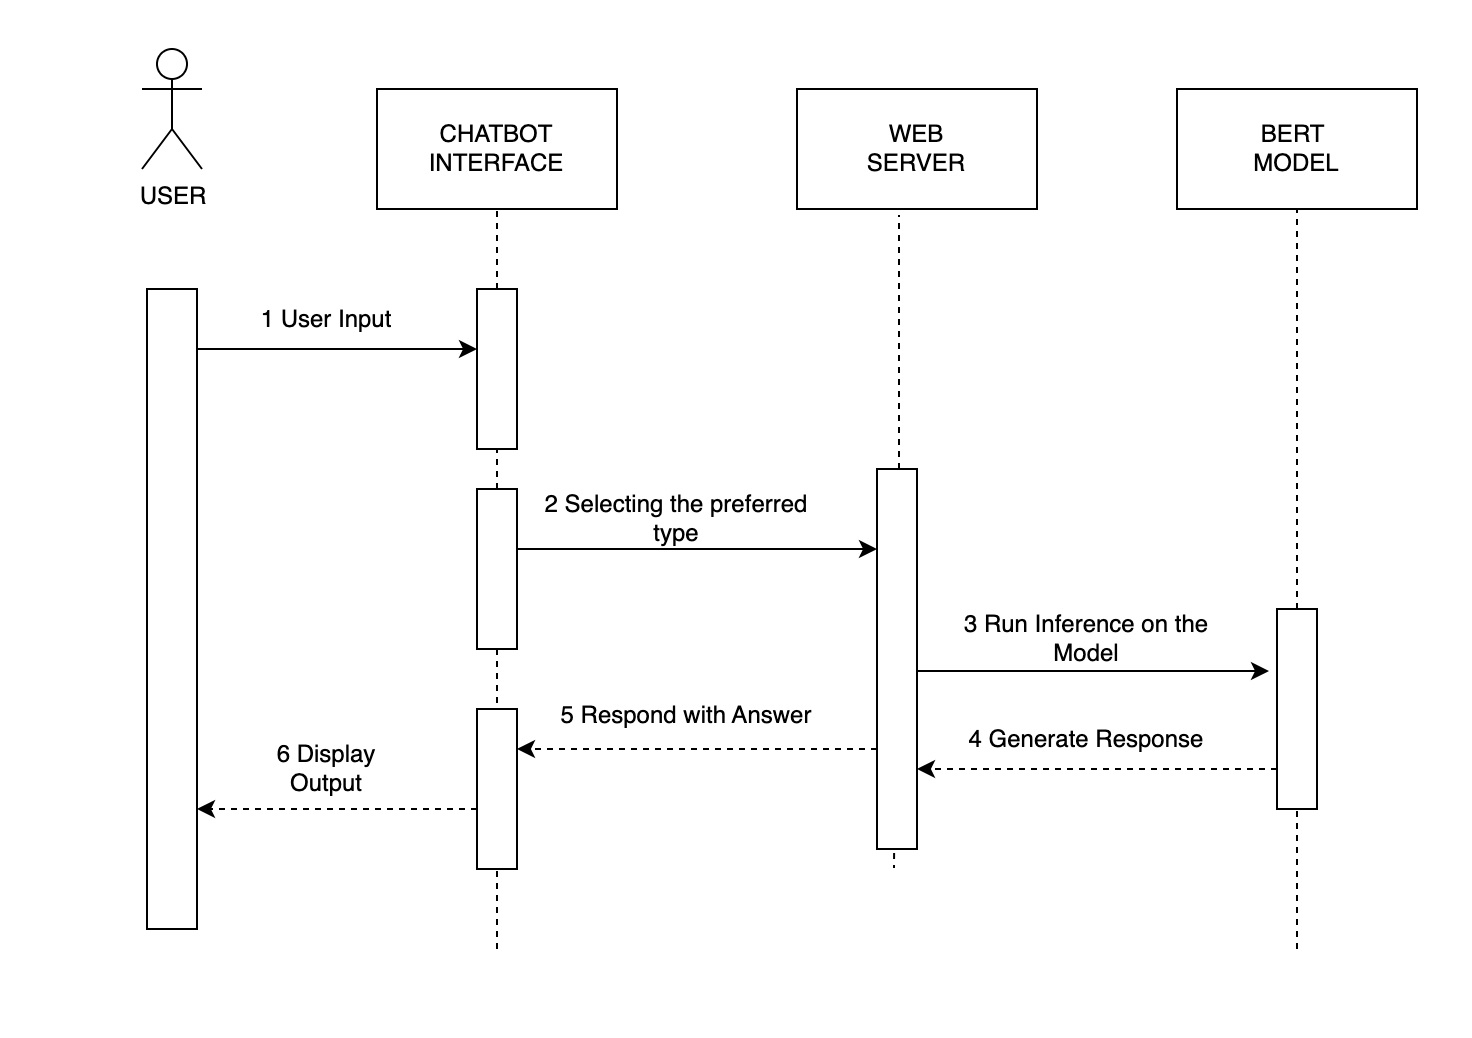 USER
CHATBOT
INTERFACE
WEB
SERVER
BERT
MODEL
1 User Input
2 Selecting the preferred
type
3 Run Inference on the
Model
4 Generate Response
5 Respond with Answer
6 Display
Output